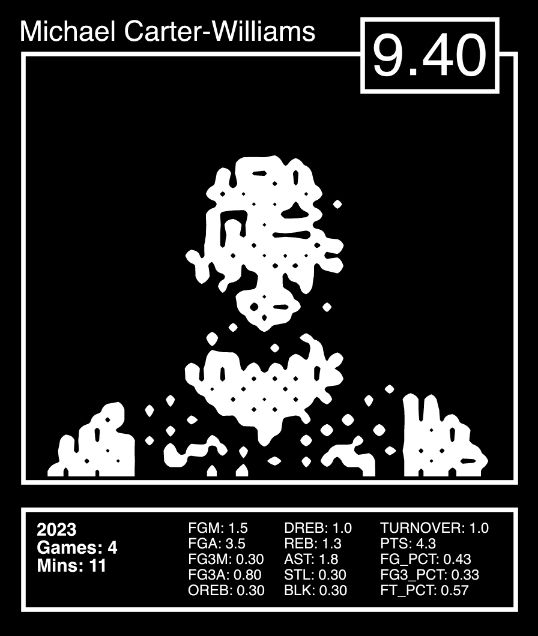 Michael Carter-Williams
9.40
2023
Games: 4
Mins: 11
FGM: 1.5
FGA: 3.5
FG3M: 0.30
FG3A: 0.80
OREB: 0.30
DREB: 1.0
REB: 1.3
AST: 1.8
STL: 0.30
BLK: 0.30
TURNOVER: 1.0
PTS: 4.3
FG_PCT: 0.43
FG3_PCT: 0.33
FT_PCT: 0.57